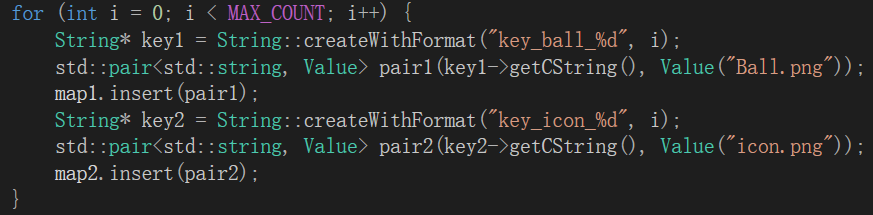 for (int i = 0; i < MAX_COUNT; i++) {
    String* key1 = String::createWithFormat("key_ball_%d", i);
    std::pair<std::string, Value> pair1(key1->getCString(), Value("Ball.png"));
    map1.insert(pair1);
    String* key2 = String::createWithFormat("key_icon_%d", i);
    std::pair<std::string, Value> pair2(key2->getCString(), Value("icon.png"));
    map2.insert(pair2);
}